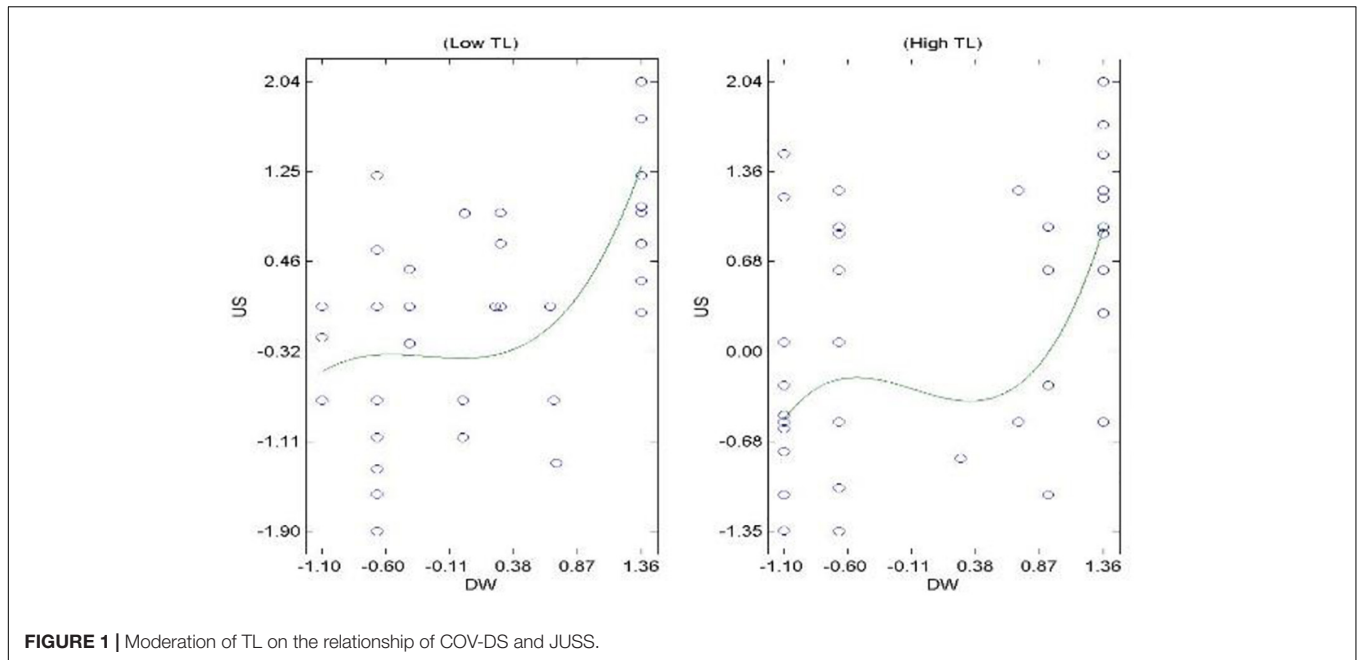 (Low TL)
2.04
1.25
0.46
-0.32
-1.11
-1.90
US
-1.10 -0.60 -0.11 0.38 0.87 1.36
DW
(High TL)
2.04
1.36
0.68
0.00
-0.68
-1.35
US
-1.10 -0.60 -0.11 0.38 0.87 1.36
DW
FIGURE 1 | Moderation of TL on the relationship of COV-DS and JUSS.